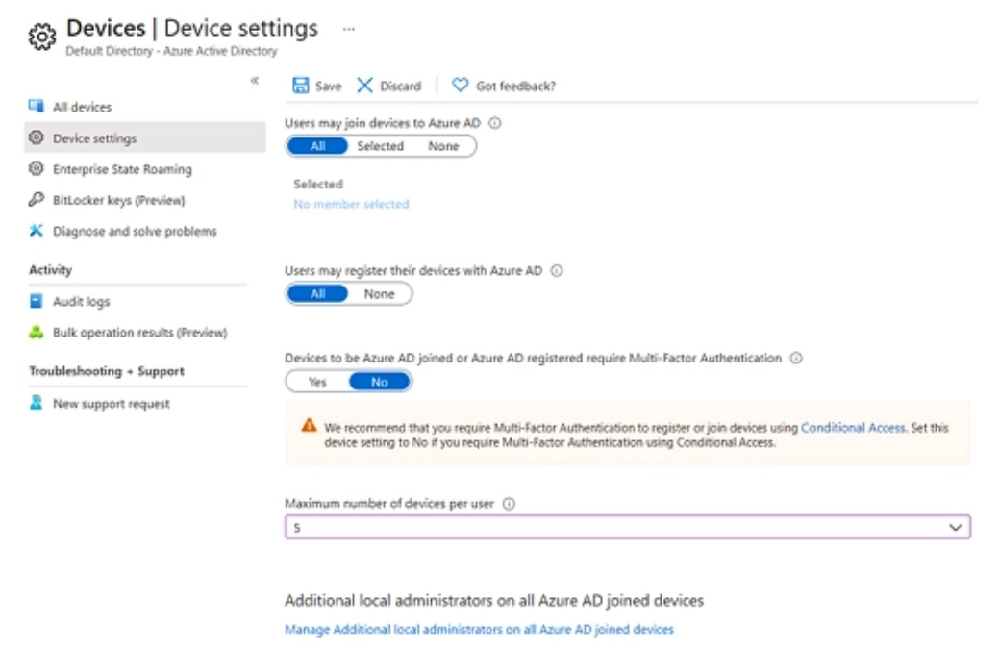 Devices | Device settings ...
Default Directory - Azure Active Directory
«
All devices
Device settings
Enterprise State Roaming
BitLocker keys (Preview)
Diagnose and solve problems
Activity
Audit logs
Bulk operation results (Preview)
Troubleshooting + Support
New support request
Save Discard Got feedback?
Users may join devices to Azure AD
All Selected None
Selected
No member selected
Users may register their devices with Azure AD
All None
Devices to be Azure AD joined or Azure AD registered require Multi-Factor Authentication
Yes No
We recommend that you require Multi-Factor Authentication to register or join devices using Conditional Access. Set this
device setting to No if you require Multi-Factor Authentication using Conditional Access.
Maximum number of devices per user
5
Additional local administrators on all Azure AD joined devices
Manage Additional local administrators on all Azure AD joined devices